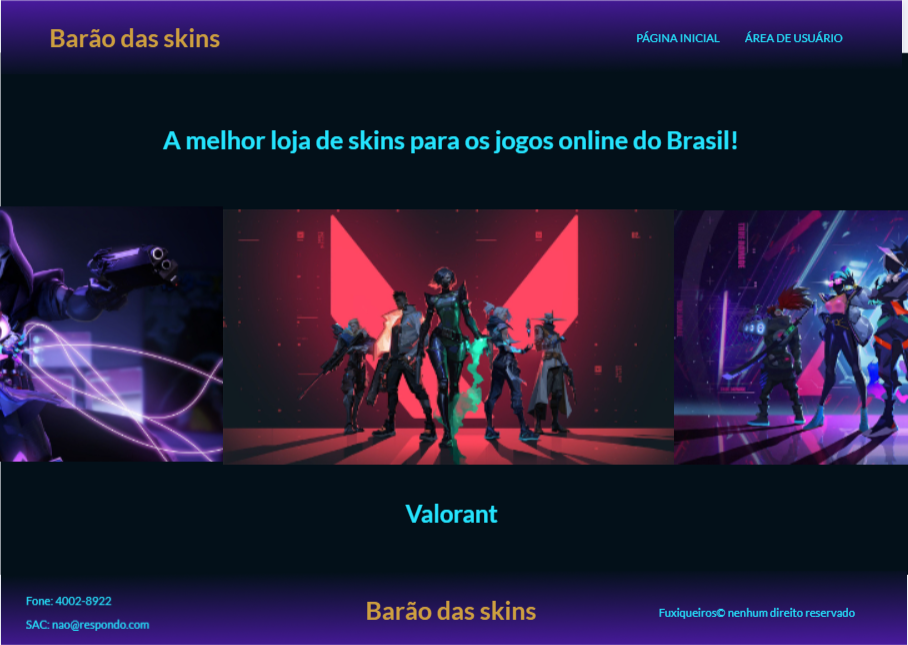 Barão das skins
PÁGINA INICIAL
ÁREA DE USUÁRIO
A melhor loja de skins para os jogos online do Brasil!
Valorant
Fone: 4002-8922
SAC: nao@respondo.com
Barão das skins
Fuxiqueiros© nenhum direito reservado